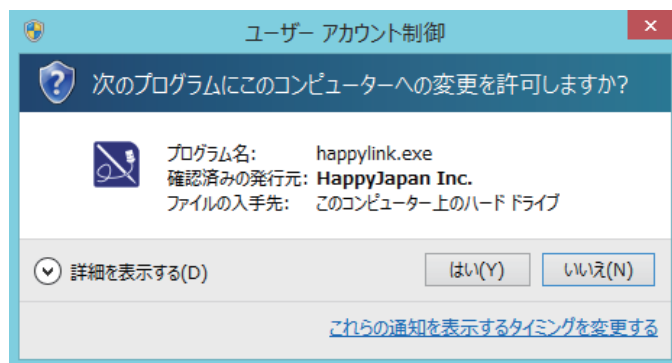 ユーザー アカウント制御
次のプログラムにこのコンピューターへの変更を許可しますか?
プログラム名: happylink.exe
確認済みの発行元: HappyJapan Inc.
ファイルの入手先: このコンピューター上のハード ドライブ
詳細を表示する(D) はい(Y) いいえ(N)
これらの通知を表示するタイミングを変更する